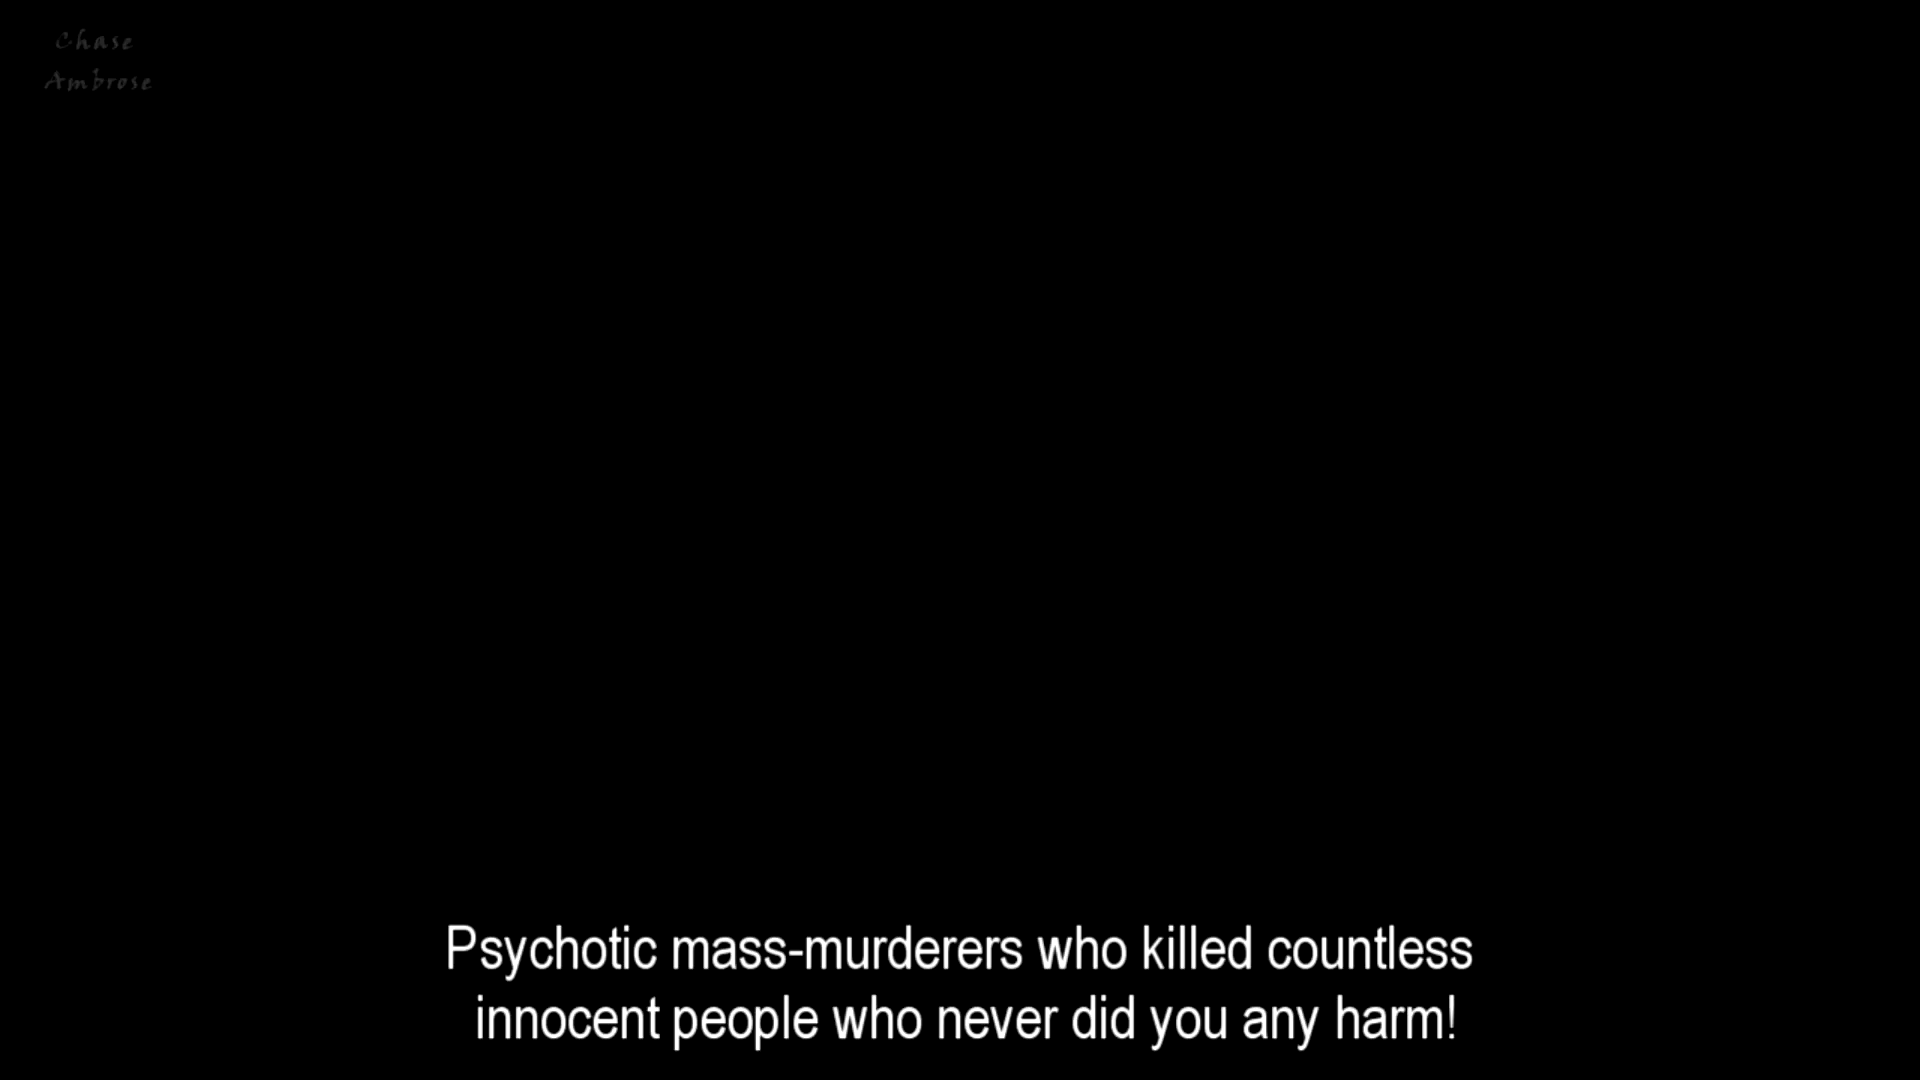 Chase
Ambrose
Psychotic mass-murderers who killed countless
innocent people who never did you any harm!